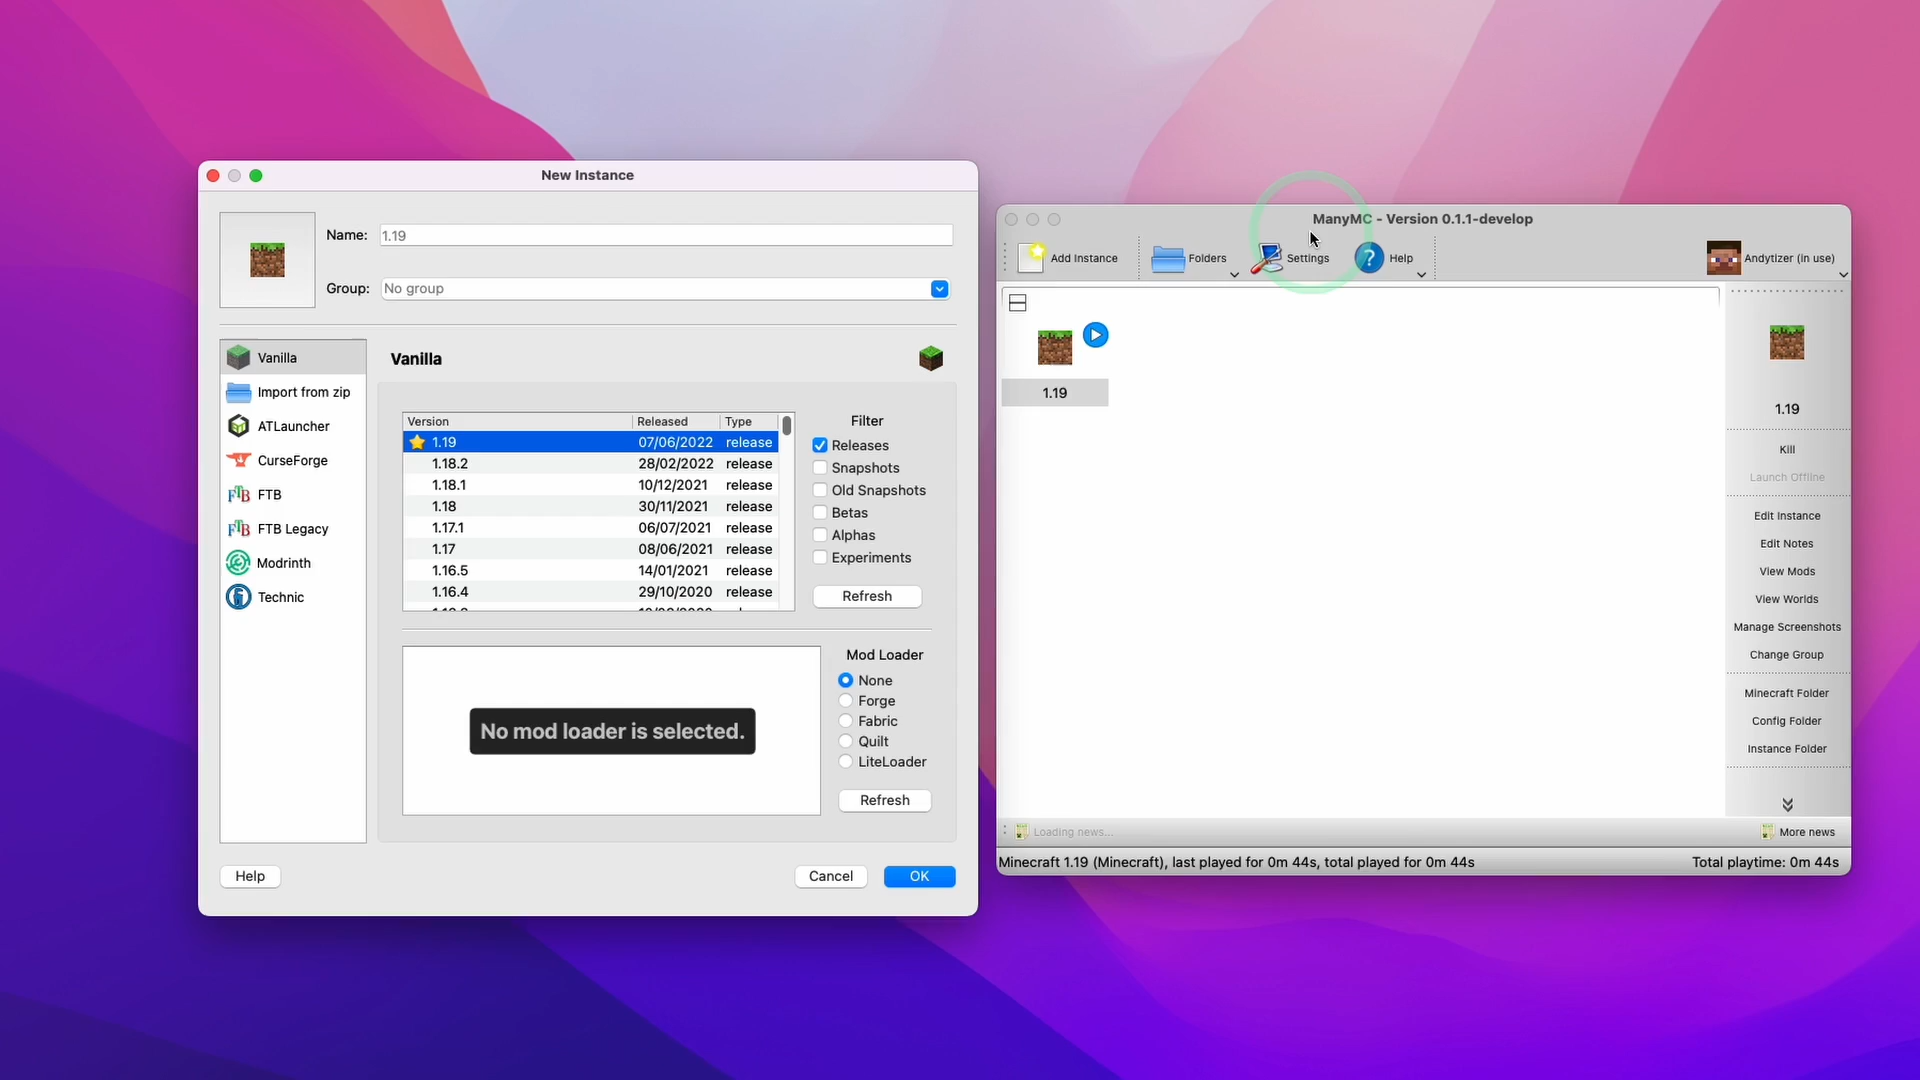 New Instance
Name: 1.19
Group: No group
Vanilla
Import from zip
ATLauncher
CurseForge
FTB
FTB Legacy
Modrinth
Technic
Vanilla
Version Released Type
1.19 07/06/2022 release
1.18.2 28/02/2022 release
1.18.1 10/12/2021 release
1.18 30/11/2021 release
1.17.1 06/07/2021 release
1.17 08/06/2021 release
1.16.5 14/01/2021 release
1.16.4 29/10/2020 release
Filter
Releases
Snapshots
Old Snapshots
Betas
Alphas
Experiments
Refresh
No mod loader is selected.
Mod Loader
None
Forge
Fabric
Quilt
LiteLoader
Refresh
Help
Cancel
OK
ManyMC - Version 0.1.1-develop
Add Instance
Folders
Settings
Help
Andytizer (in use)
1.19
1.19
Kill
Launch Offline
Edit Instance
Edit Notes
View Mods
View Worlds
Manage Screenshots
Change Group
Minecraft Folder
Config Folder
Instance Folder
Loading news...
More news
Minecraft 1.19 (Minecraft), last played for 0m 44s, total played for 0m 44s
Total playtime: 0m 44s